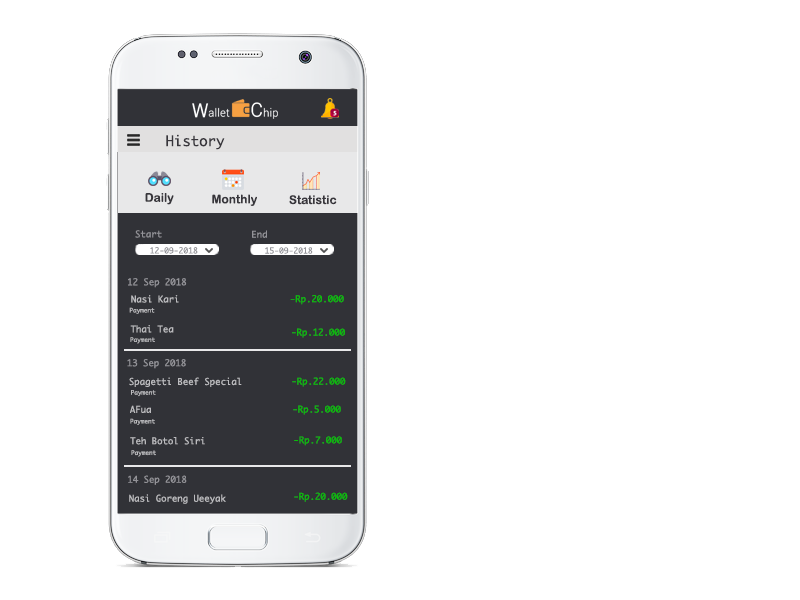 Wallet Chip
History
Daily Monthly Statistic
Start End
12-09-2018 15-09-2018
12 Sep 2018
Nasi Kari -Rp.20.000
Payment
Thai Tea -Rp.12.000
Payment
13 Sep 2018
Spagetti Beef Special -Rp.22.000
Payment
AFua -Rp.5.000
Payment
Teh Botol Siri -Rp.7.000
Payment
14 Sep 2018
Nasi Goreng Ueeyak -Rp.20.000